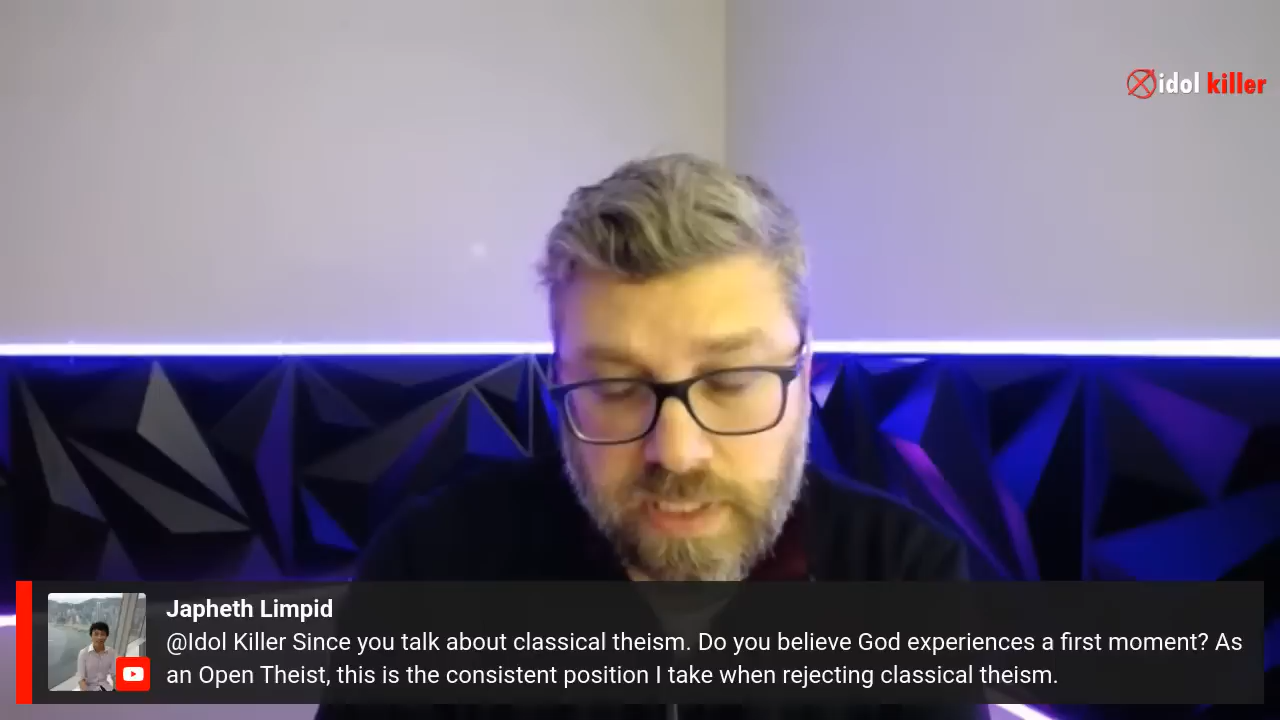 idol killer
Japheth Limpid
@Idol Killer Since you talk about classical theism. Do you believe God experiences a first moment? As
an Open Theist, this is the consistent position I take when rejecting classical theism.